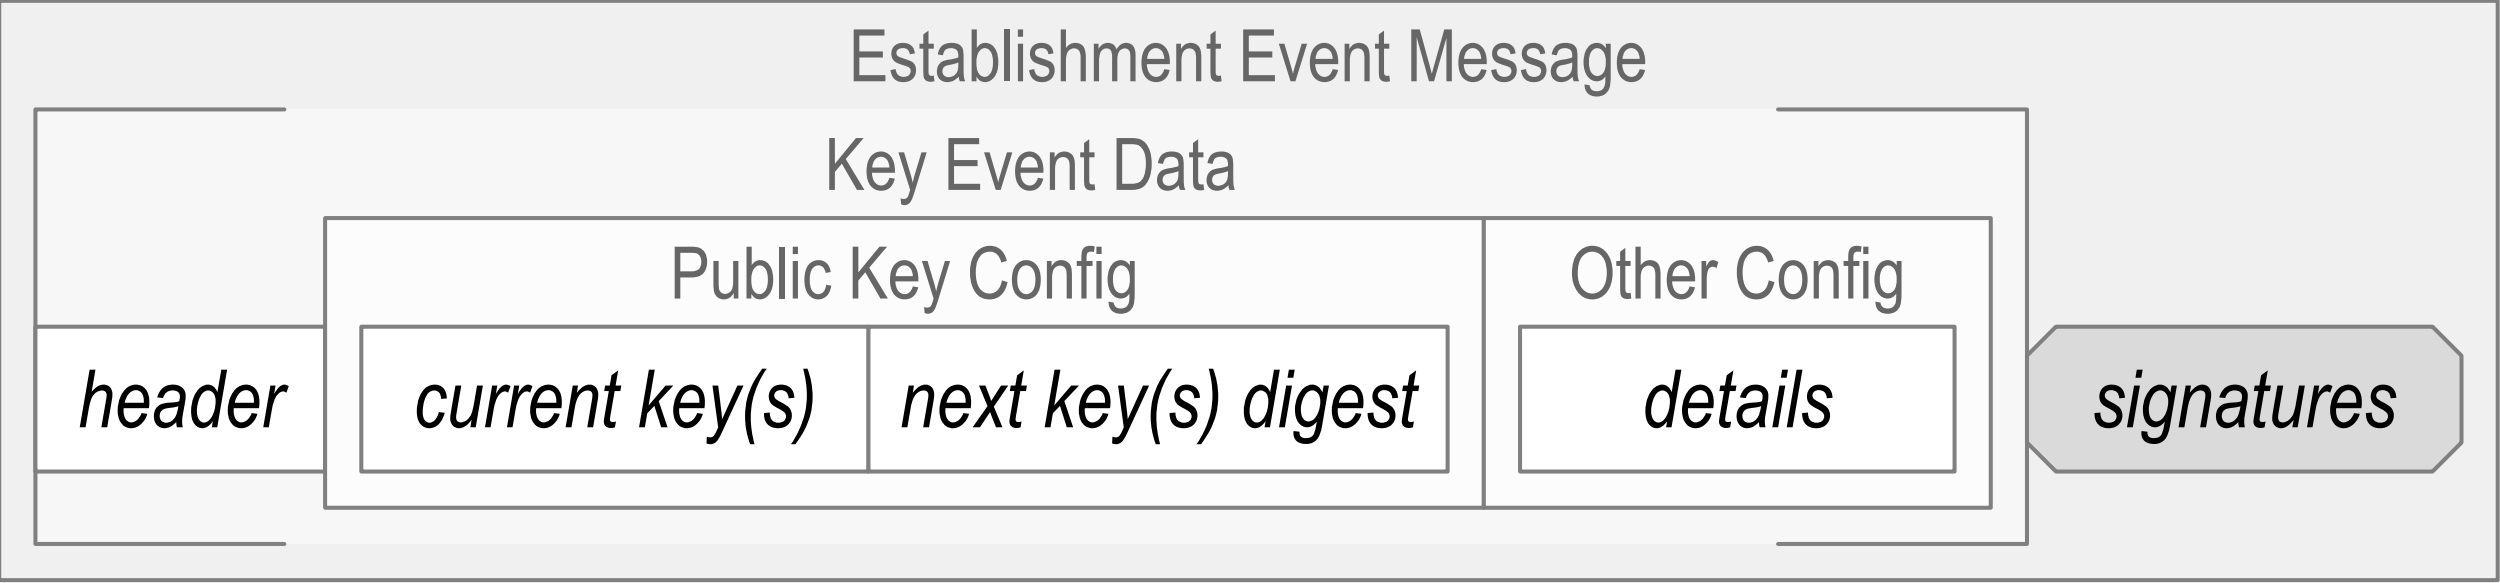 Establishment Event Message
Key Event Data
Public Key Config
Other Config
header
current key(s)
next key(s) digest
details
signatures